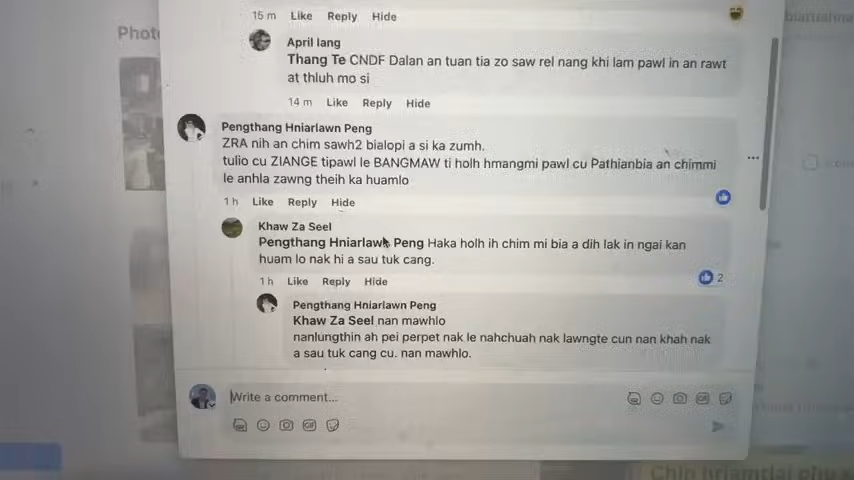 15 m Like Reply Hide
April Iang
Thang Te CNDF Dalan an tuan tia zo saw rel nang khi lam pawl in an rawt
at thluh mo si
14 m Like Reply Hide
Pengthang Hniarlawn Peng
ZRA nih an chim sawh2 bialopi a si ka zumh.
tulio cu ZIANGE tipawl le BANGMAW ti holh hmangmi pawl cu Pathianbia an chimmi
le anhla zawng theih ka huamlo
1 h Like Reply Hide
Khaw Za Seel
Pengthang Hniarlawn Peng Haka holh ih chim mi bia a dih lak in ngai kan
huam lo nak hi a sau tuk cang.
1 h Like Reply Hide
2
Pengthang Hniarlawn Peng
Khaw Za Seel nan mawhlo
nanlungthin ah pei perpet nak le nahchuah nak lawngte cun nan khah nak
a sau tuk cang cu. nan mawhlo.
Write a comment...
Phot